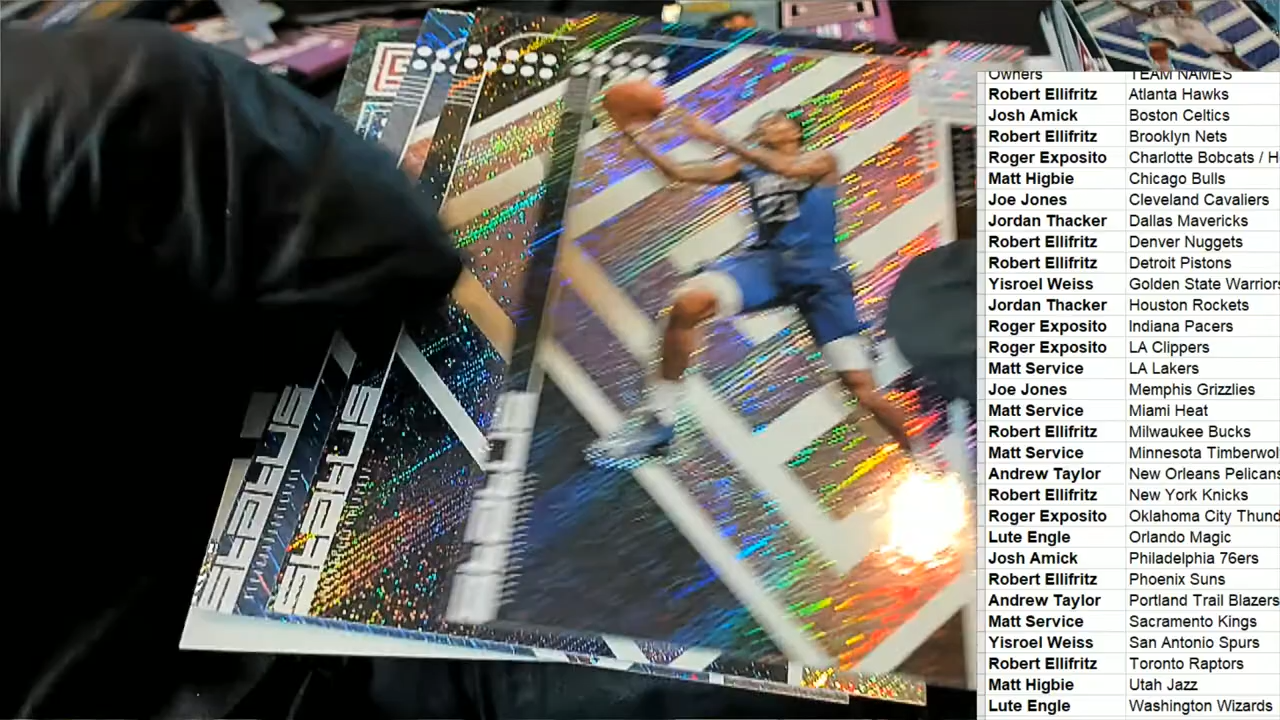 Owners TEAM NAMES
Robert Ellifritz Atlanta Hawks
Josh Amick Boston Celtics
Robert Ellifritz Brooklyn Nets
Roger Exposito Charlotte Bobcats / H
Matt Higbie Chicago Bulls
Joe Jones Cleveland Cavaliers
Jordan Thacker Dallas Mavericks
Robert Ellifritz Denver Nuggets
Robert Ellifritz Detroit Pistons
Yisroel Weiss Golden State Warriors
Jordan Thacker Houston Rockets
Roger Exposito Indiana Pacers
Roger Exposito LA Clippers
Matt Service LA Lakers
Joe Jones Memphis Grizzlies
Matt Service Miami Heat
Robert Ellifritz Milwaukee Bucks
Matt Service Minnesota Timberwol
Andrew Taylor New Orleans Pelicans
Robert Ellifritz New York Knicks
Roger Exposito Oklahoma City Thund
Lute Engle Orlando Magic
Josh Amick Philadelphia 76ers
Robert Ellifritz Phoenix Suns
Andrew Taylor Portland Trail Blazers
Matt Service Sacramento Kings
Yisroel Weiss San Antonio Spurs
Robert Ellifritz Toronto Raptors
Matt Higbie Utah Jazz
Lute Engle Washington Wizards
status
status
status